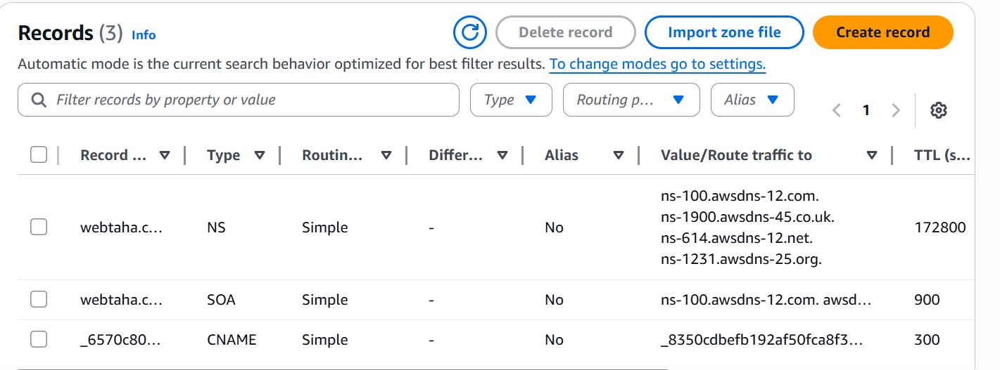 Records (3) Info
Delete record
Import zone file
Create record
Automatic mode is the current search behavior optimized for best filter results. To change modes go to settings.
Filter records by property or value
Type
Routing p...
Alias
1
Record ... Type Routin... Differ... Alias Value/Route traffic to TTL (s...
webtaha.c... NS Simple - No ns-100.awsdns-12.com.
ns-1900.awsdns-45.co.uk.
ns-614.awsdns-12.net.
ns-1231.awsdns-25.org.
172800
webtaha.c... SOA Simple - No ns-100.awsdns-12.com. awsd... 900
_6570c80... CNAME Simple - No _8350cdbefb192af50fca8f3... 300